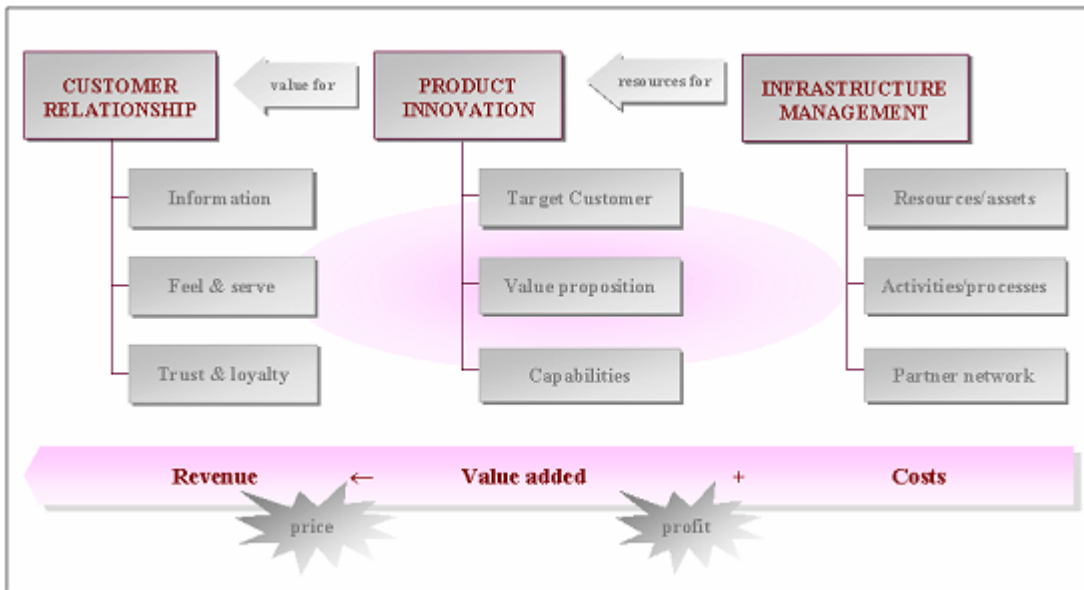 CUSTOMER
RELATIONSHIP
value for
PRODUCT
INNOVATION
resources for
INFRASTRUCTURE
MANAGEMENT
Information
Target Customer
Resources/assets
Feel & serve
Value proposition
Activities/processes
Trust & loyalty
Capabilities
Partner network
Revenue ← Value added + Costs
price
profit